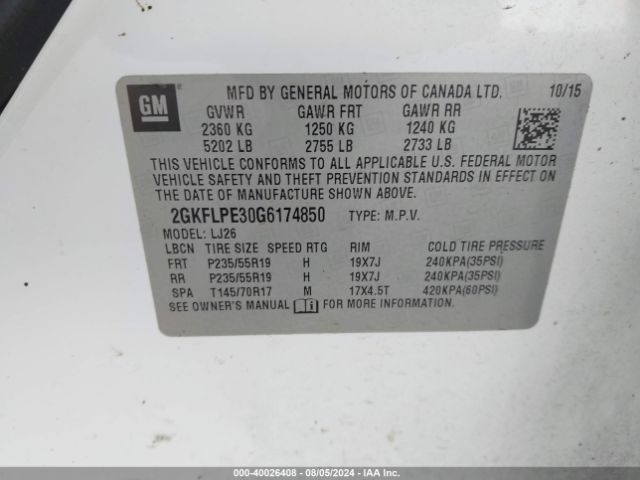 GM
MFD BY GENERAL MOTORS OF CANADA LTD. 10/15
GVWR GAWR FRT GAWR RR
2360 KG 1250 KG 1240 KG
5202 LB 2755 LB 2733 LB
THIS VEHICLE CONFORMS TO ALL APPLICABLE U.S. FEDERAL MOTOR
VEHICLE SAFETY AND THEFT PREVENTION STANDARDS IN EFFECT ON
THE DATE OF MANUFACTURE SHOWN ABOVE.
2GKFLPE30G6174850 TYPE: M.P.V.
MODEL: LJ26
LBCN TIRE SIZE SPEED RTG RIM COLD TIRE PRESSURE
FRT P235/55R19 H 19X7J 240KPA(35PSI)
RR P235/55R19 H 19X7J 240KPA(35PSI)
SPA T145/70R17 M 17X4.5T 420KPA(60PSI)
SEE OWNER'S MANUAL FOR MORE INFORMATION.
000-40026408 - 08/05/2024 - IAA Inc.